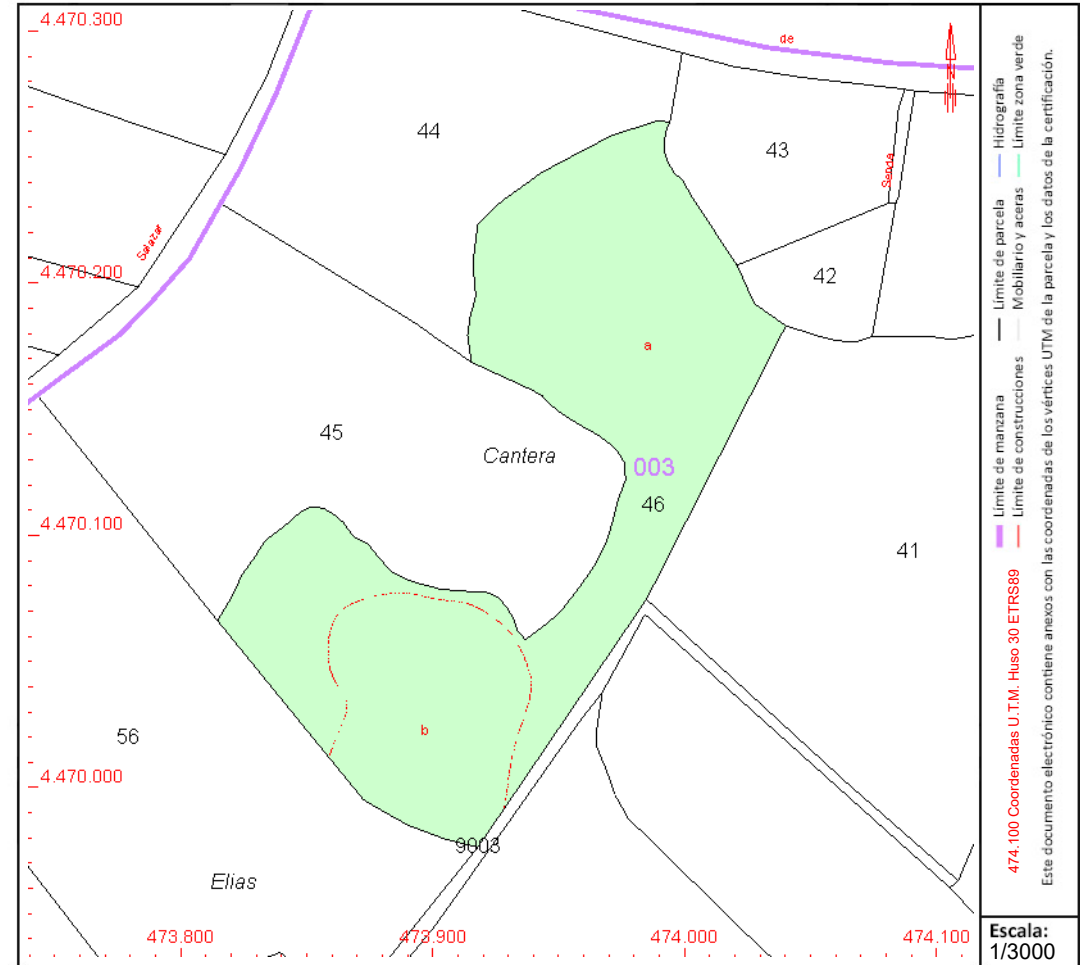 4.470.300
de
44
43
Senda
Salazar
4.470.200
42
a
45
Cantera
003
46
4.470.100
41
56
b
4.470.000
9003
Elias
473.800
473.900
474.000
474.100
N
474.100 Coordenadas U.T.M. Huso 30 ETRS89
Límite de manzana
Límite de parcela
Hidrografía
Límite de construcciones
Mobiliario y aceras
Límite zona verde
Este documento electrónico contiene anexos con las coordenadas de los vértices UTM de la parcela y los datos de la certificación.
Escala:
1/3000